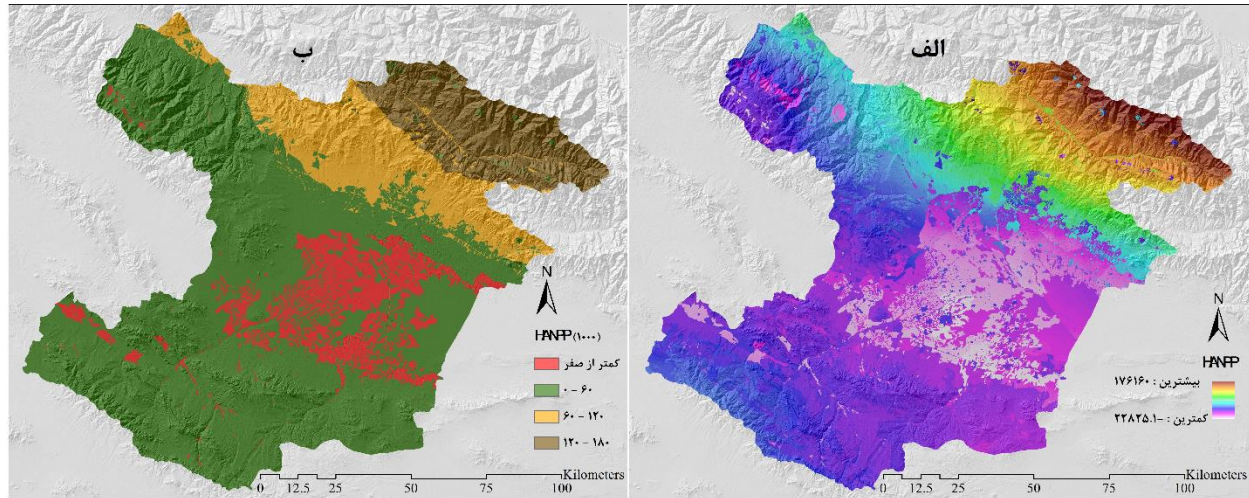 ب
N
HANPP (۱۰۰۰)
کمتر از صفر
۰ - ۶۰
۶۰ - ۱۲۰
۱۲۰ - ۱۸۰
Kilometers
0 12.5 25 50 75 100
الف
N
HANPP
بیشترین : ۱۷۶۱۶۰
کمترین : -۲۲۸۲۵.۱
Kilometers
0 12.5 25 50 75 100